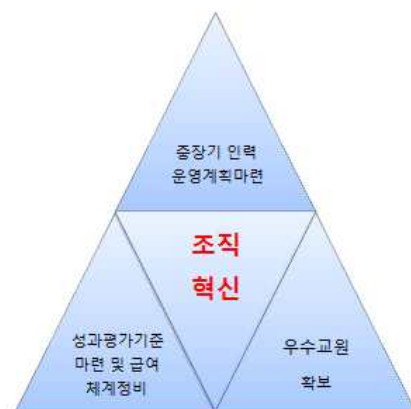 중장기 인력
운영계획마련
조직
혁신
성과평가기준
마련 및 급여
체계정비
우수교원
확보